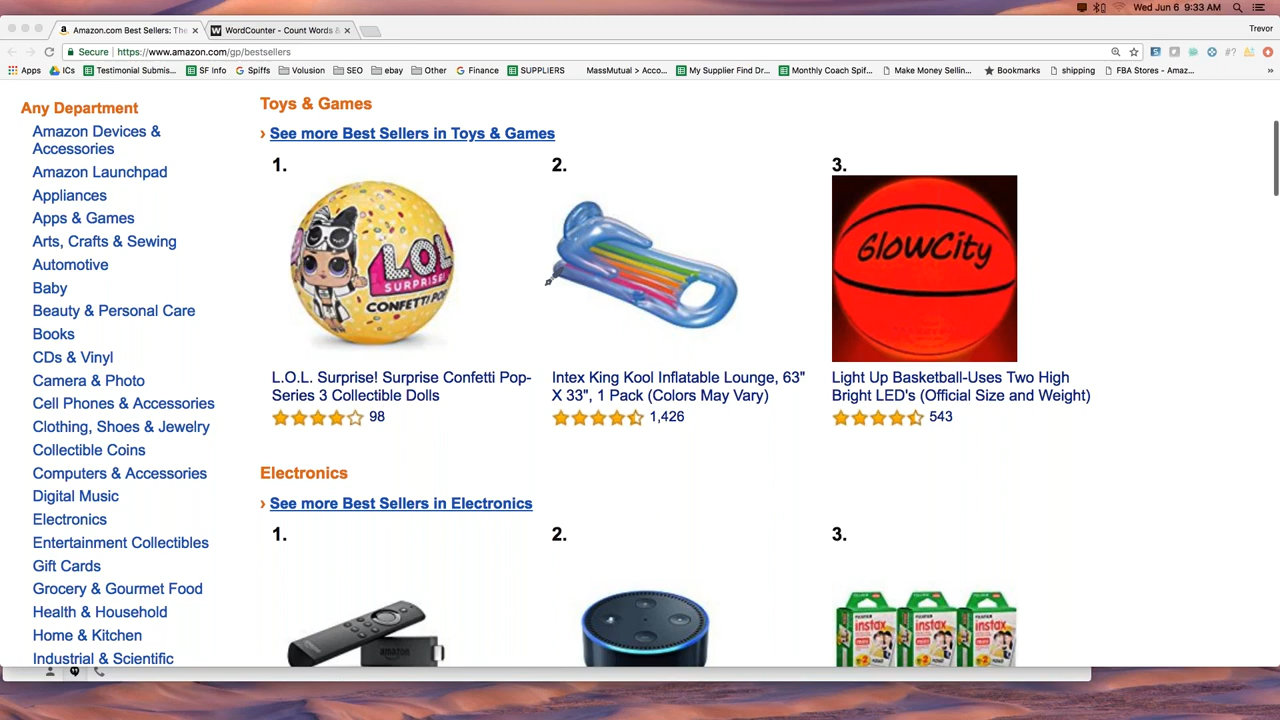 Wed Jun 6 9:33 AM
Amazon.com Best Sellers: The
WordCounter - Count Words &
Trevor
Secure https://www.amazon.com/gp/bestsellers
Apps ICs Testimonial Submis... SF Info Spiffs Volusion SEO ebay Other Finance SUPPLIERS MassMutual > Acco... My Supplier Find Dr... Monthly Coach Spif... Make Money Sellin... Bookmarks shipping FBA Stores - Amaz... »
Any Department
Amazon Devices &
Accessories
Amazon Launchpad
Appliances
Apps & Games
Arts, Crafts & Sewing
Automotive
Baby
Beauty & Personal Care
Books
CDs & Vinyl
Camera & Photo
Cell Phones & Accessories
Clothing, Shoes & Jewelry
Collectible Coins
Computers & Accessories
Digital Music
Electronics
Entertainment Collectibles
Gift Cards
Grocery & Gourmet Food
Health & Household
Home & Kitchen
Industrial & Scientific
Toys & Games
› See more Best Sellers in Toys & Games
1.
2.
3.
L.O.L.
SURPRISE!
CONFETTI POP
GlowCity
L.O.L. Surprise! Surprise Confetti Pop-
Series 3 Collectible Dolls
98
Intex King Kool Inflatable Lounge, 63"
X 33", 1 Pack (Colors May Vary)
1,426
Light Up Basketball-Uses Two High
Bright LED's (Official Size and Weight)
543
Electronics
› See more Best Sellers in Electronics
1.
2.
3.
amazon
instax instax instax